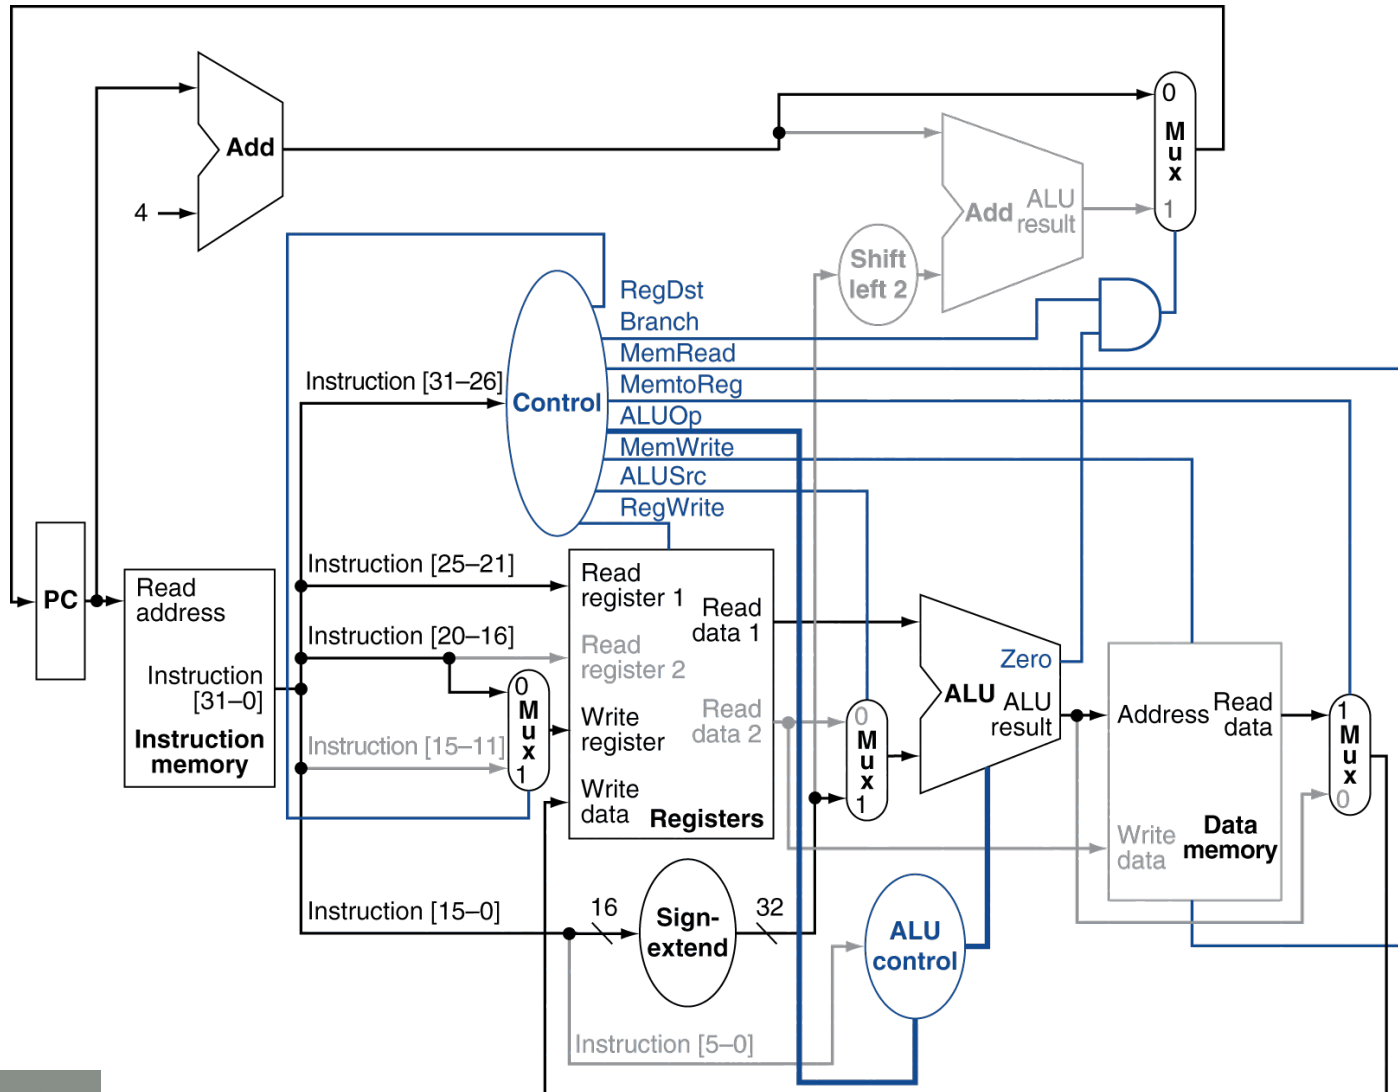 0
M
u
x
1
Add
4
Add
ALU
result
Shift
left 2
RegDst
Branch
MemRead
MemtoReg
ALUOp
MemWrite
ALUSrc
RegWrite
Instruction [31–26]
Control
PC
Read
address
Instruction
[31–0]
Instruction
memory
Instruction [25–21]
Instruction [20–16]
Instruction [15–11]
0
M
u
x
1
Read
register 1
Read
register 2
Write
register
Write
data
Read
data 1
Read
data 2
Registers
0
M
u
x
1
Zero
ALU
ALU
result
Address
Read
data
Write
data
Data
memory
1
M
u
x
0
Instruction [15–0]
16
Sign-
extend
32
ALU
control
Instruction [5–0]